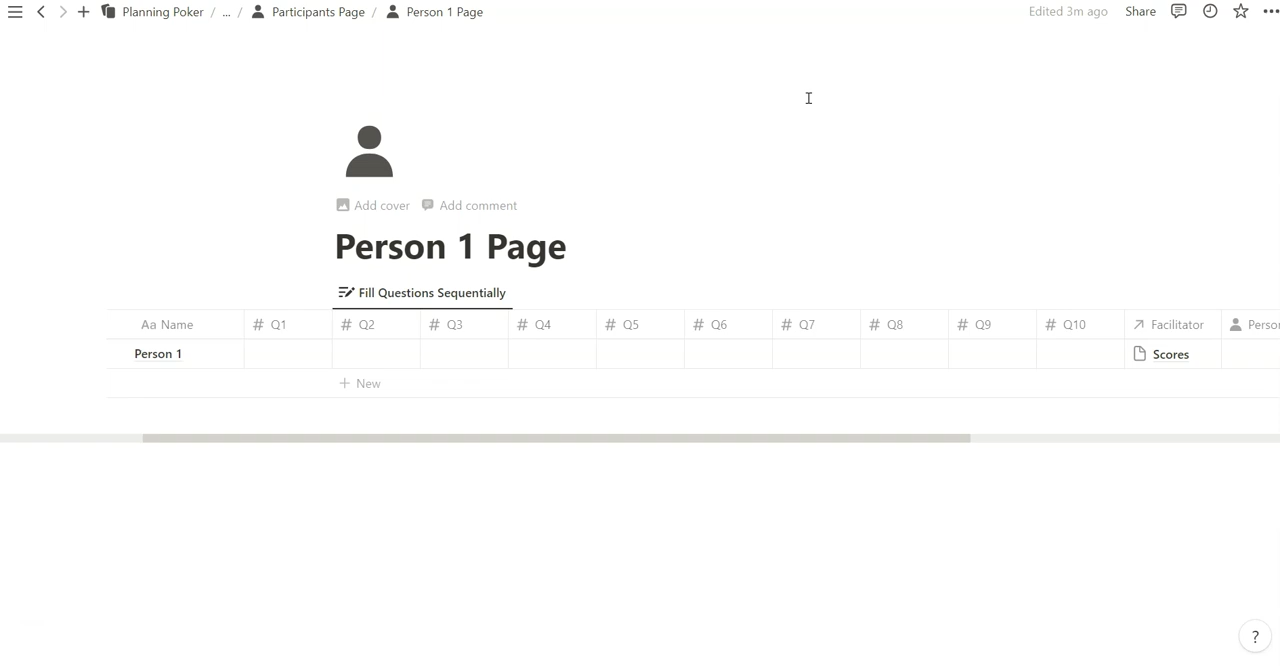 Planning Poker / ... / Participants Page / Person 1 Page Edited 3m ago Share
Add cover Add comment
Person 1 Page
Fill Questions Sequentially
Aa Name # Q1 # Q2 # Q3 # Q4 # Q5 # Q6 # Q7 # Q8 # Q9 # Q10 Facilitator
Person 1 Scores
+ New
?